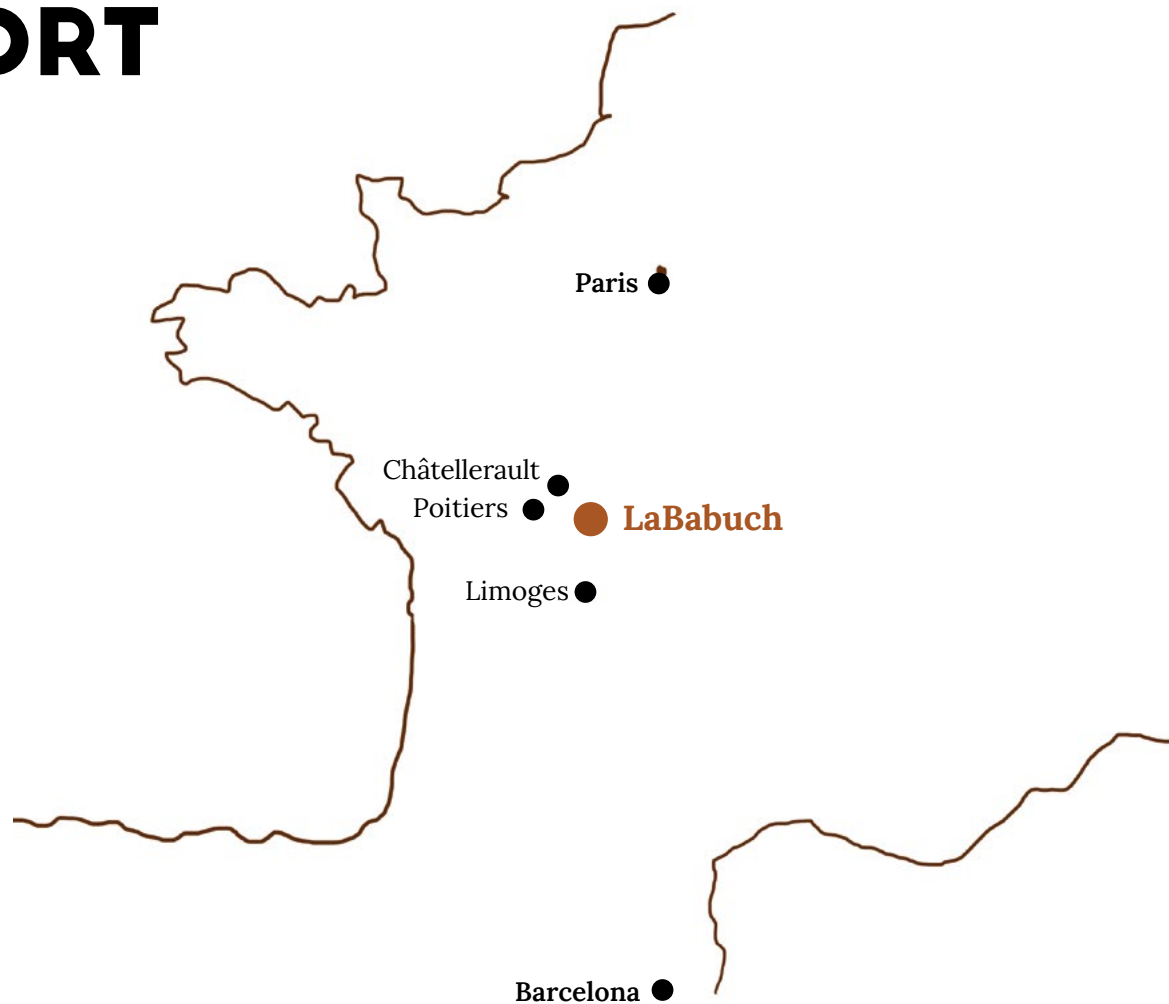 ORT
Paris
Châtellerault
Poitiers
LaBabuch
Limoges
Barcelona